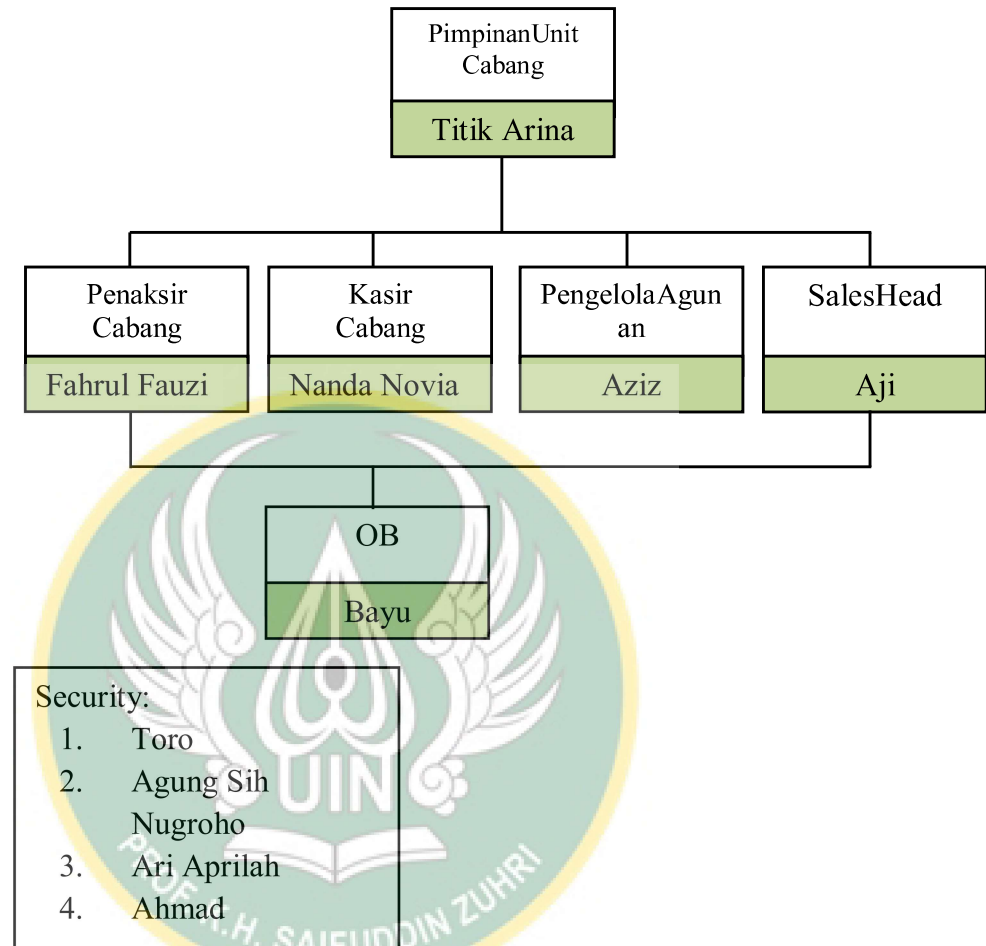 PimpinanUnit
Cabang
Titik Arina
Penaksir
Cabang
Fahrul Fauzi
Kasir
Cabang
Nanda Novia
PengelolaAgun
an
Aziz
SalesHead
Aji
OB
Bayu
Security:
1. Toro
2. Agung Sih
Nugroho
3. Ari Aprilah
4. Ahmad
UIN
PROF. K.H. SAIFUDDIN ZUHRI